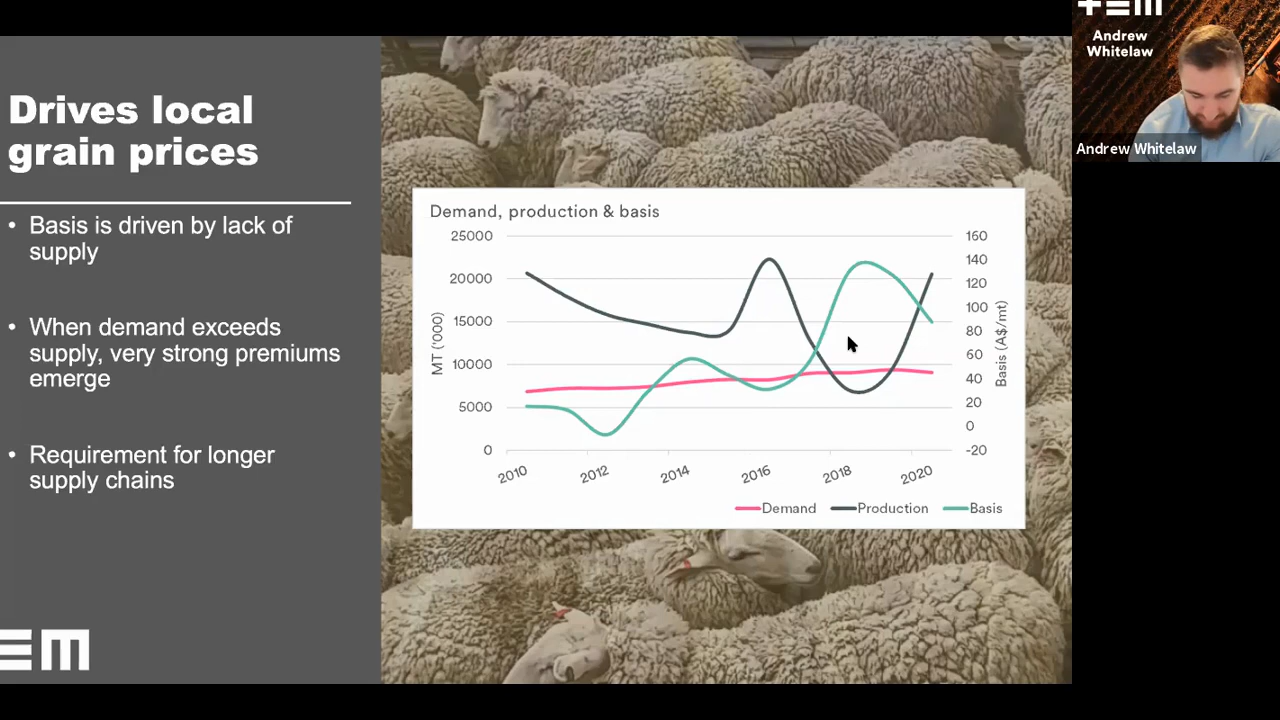 Drives local
grain prices
• Basis is driven by lack of
supply
• When demand exceeds
supply, very strong premiums
emerge
• Requirement for longer
supply chains
EM
Demand, production & basis
25000
20000
15000
10000
5000
0
MT ('000)
160
140
120
100
80
60
40
20
0
-20
Basis (A$/mt)
2010
2012
2014
2016
2018
2020
Demand
Production
Basis
EM
Andrew
Whitelaw
Andrew Whitelaw